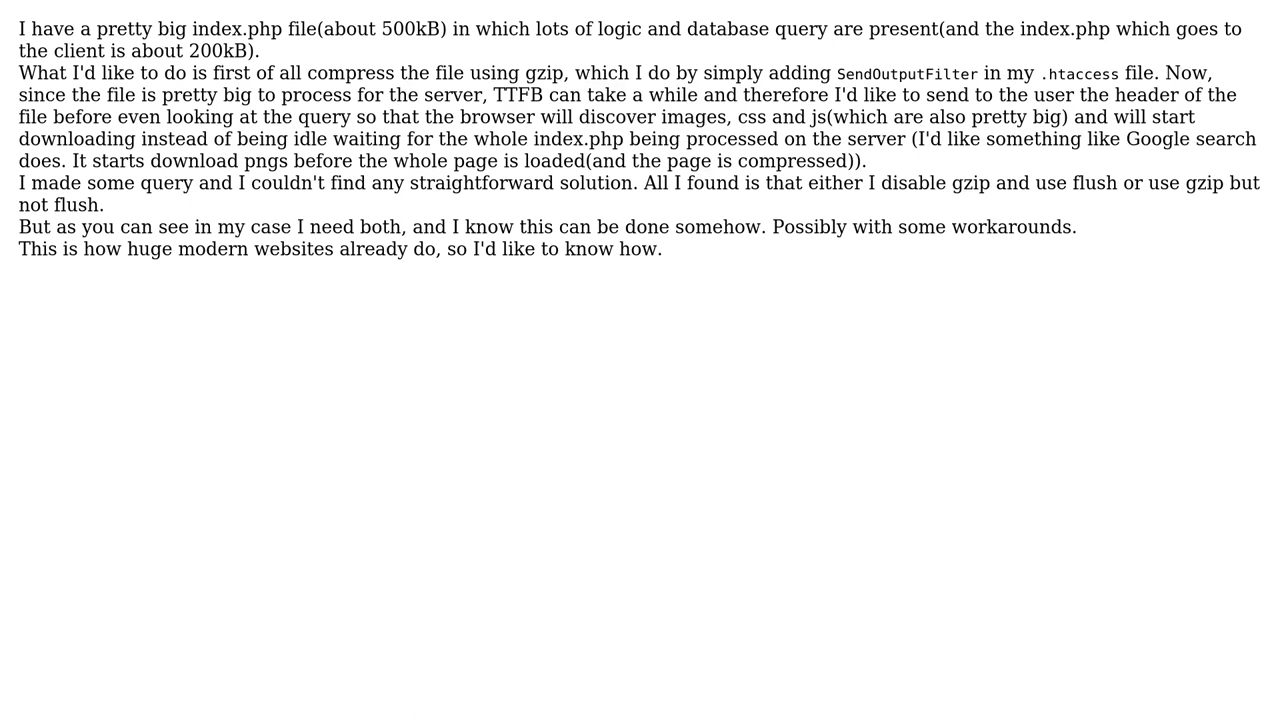 I have a pretty big index.php file(about 500kB) in which lots of logic and database query are present(and the index.php which goes to
the client is about 200kB).
What I'd like to do is first of all compress the file using gzip, which I do by simply adding SendOutputFilter in my .htaccess file. Now,
since the file is pretty big to process for the server, TTFB can take a while and therefore I'd like to send to the user the header of the
file before even looking at the query so that the browser will discover images, css and js(which are also pretty big) and will start
downloading instead of being idle waiting for the whole index.php being processed on the server (I'd like something like Google search
does. It starts download pngs before the whole page is loaded(and the page is compressed)).
I made some query and I couldn't find any straightforward solution. All I found is that either I disable gzip and use flush or use gzip but
not flush.
But as you can see in my case I need both, and I know this can be done somehow. Possibly with some workarounds.
This is how huge modern websites already do, so I'd like to know how.